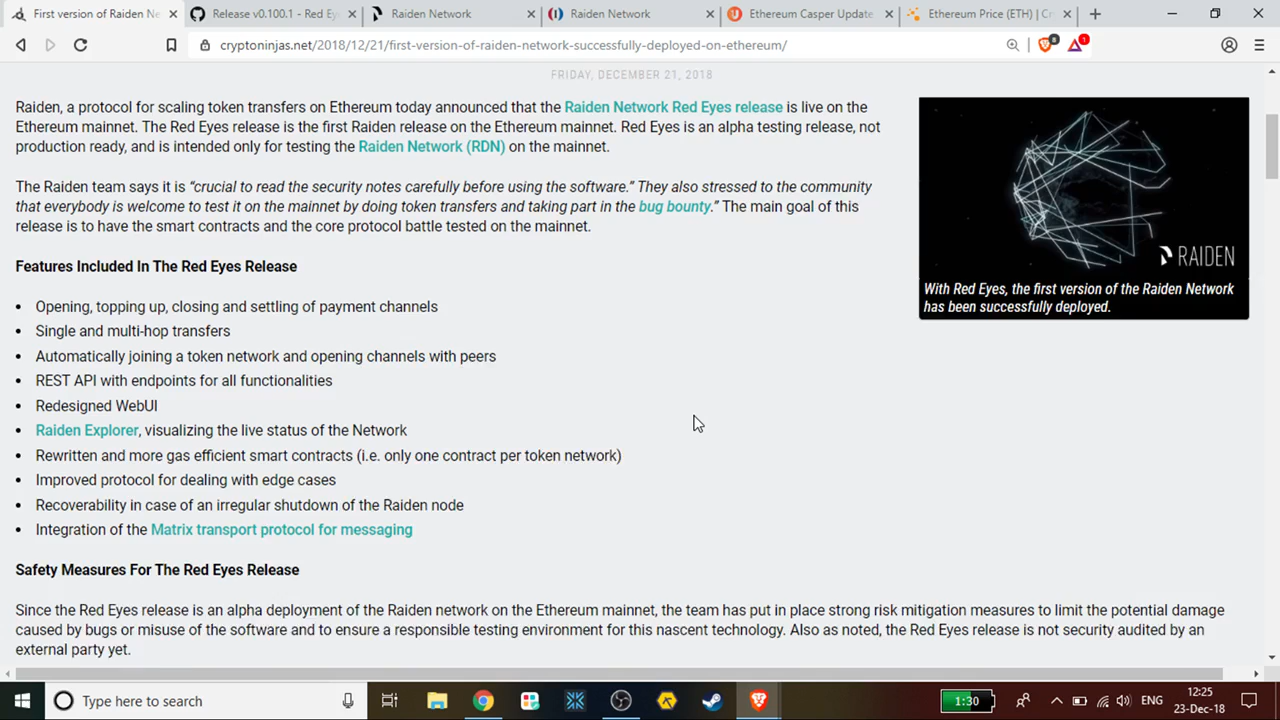 First version of Raiden Ne
Release v0.100.1 - Red Ey
Raiden Network
Raiden Network
Ethereum Casper Update
Ethereum Price (ETH) | C
cryptoninjas.net/2018/12/21/first-version-of-raiden-network-successfully-deployed-on-ethereum/
8
1
FRIDAY, DECEMBER 21, 2018
Raiden, a protocol for scaling token transfers on Ethereum today announced that the Raiden Network Red Eyes release is live on the
Ethereum mainnet. The Red Eyes release is the first Raiden release on the Ethereum mainnet. Red Eyes is an alpha testing release, not
production ready, and is intended only for testing the Raiden Network (RDN) on the mainnet.
The Raiden team says it is “crucial to read the security notes carefully before using the software.” They also stressed to the community
that everybody is welcome to test it on the mainnet by doing token transfers and taking part in the bug bounty.” The main goal of this
release is to have the smart contracts and the core protocol battle tested on the mainnet.
RAIDEN
With Red Eyes, the first version of the Raiden Network
has been successfully deployed.
Features Included In The Red Eyes Release
• Opening, topping up, closing and settling of payment channels
• Single and multi-hop transfers
• Automatically joining a token network and opening channels with peers
• REST API with endpoints for all functionalities
• Redesigned WebUI
• Raiden Explorer, visualizing the live status of the Network
• Rewritten and more gas efficient smart contracts (i.e. only one contract per token network)
• Improved protocol for dealing with edge cases
• Recoverability in case of an irregular shutdown of the Raiden node
• Integration of the Matrix transport protocol for messaging
Safety Measures For The Red Eyes Release
Since the Red Eyes release is an alpha deployment of the Raiden network on the Ethereum mainnet, the team has put in place strong risk mitigation measures to limit the potential damage
caused by bugs or misuse of the software and to ensure a responsible testing environment for this nascent technology. Also as noted, the Red Eyes release is not security audited by an
external party yet.
Type here to search
1:30
ENG
12:25
23-Dec-18